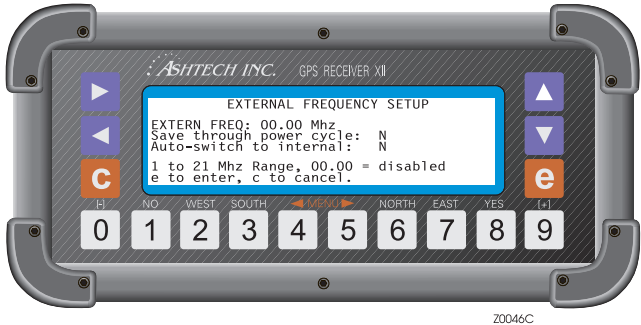 ASHTECH INC. GPS RECEIVER XII
EXTERNAL FREQUENCY SETUP
EXTERN FREQ: 00.00 Mhz
Save through power cycle: N
Auto-switch to internal: N
1 to 21 Mhz Range, 00.00 = disabled
e to enter, c to cancel.
c
e
[-] NO WEST SOUTH MENU NORTH EAST YES [+]
0 1 2 3 4 5 6 7 8 9
Z0046C